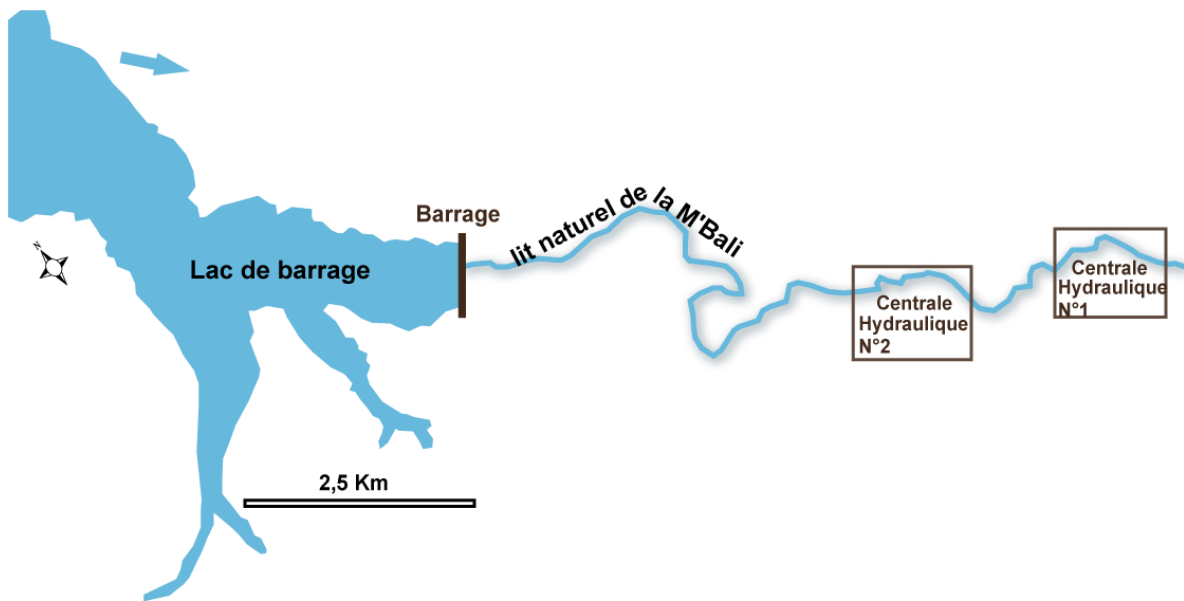 N
Barrage
lit naturel de la M'Bali
Lac de barrage
Centrale
Hydraulique
N°2
Centrale
Hydraulique
N°1
2,5 Km